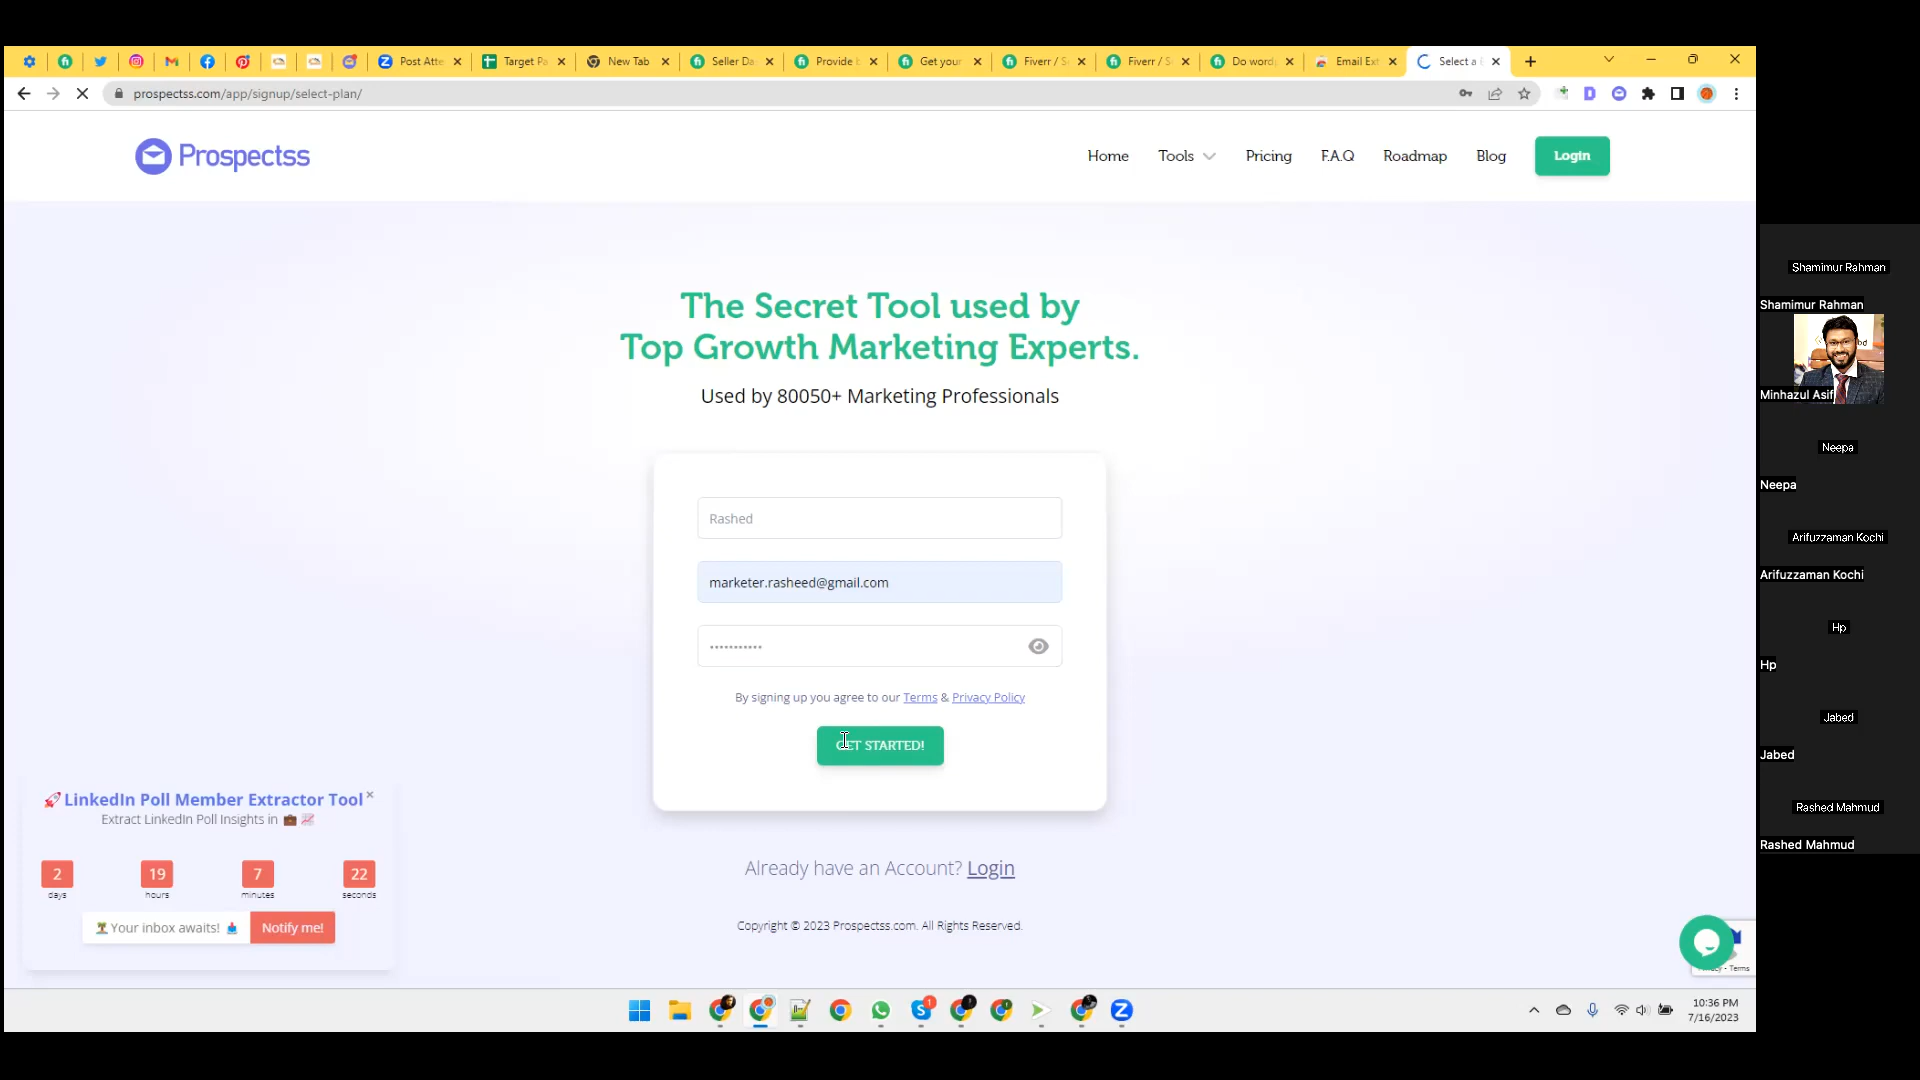 Post Atte
Target Pa
New Tab
Seller Da
Provide b
Get your
Fiverr / S
Fiverr / S
Do word
Email Ext
Select a
prospectss.com/app/signup/select-plan/
Prospectss
Home
Tools
Pricing
F.A.Q
Roadmap
Blog
Login
The Secret Tool used by
Top Growth Marketing Experts.
Used by 80050+ Marketing Professionals
Rashed
marketer.rasheed@gmail.com
By signing up you agree to our Terms & Privacy Policy
GET STARTED!
Already have an Account? Login
Copyright © 2023 Prospectss.com. All Rights Reserved.
🚀LinkedIn Poll Member Extractor Tool
Extract LinkedIn Poll Insights in 💼 📈
2 19 7 22
days hours minutes seconds
Your inbox awaits!
Notify me!
- Terms
10:36 PM
7/16/2023
Shamimur Rahman
Shamimur Rahman
Minhazul Asif
Neepa
Neepa
Arifuzzaman Kochi
Arifuzzaman Kochi
Hp
Hp
Jabed
Jabed
Rashed Mahmud
Rashed Mahmud